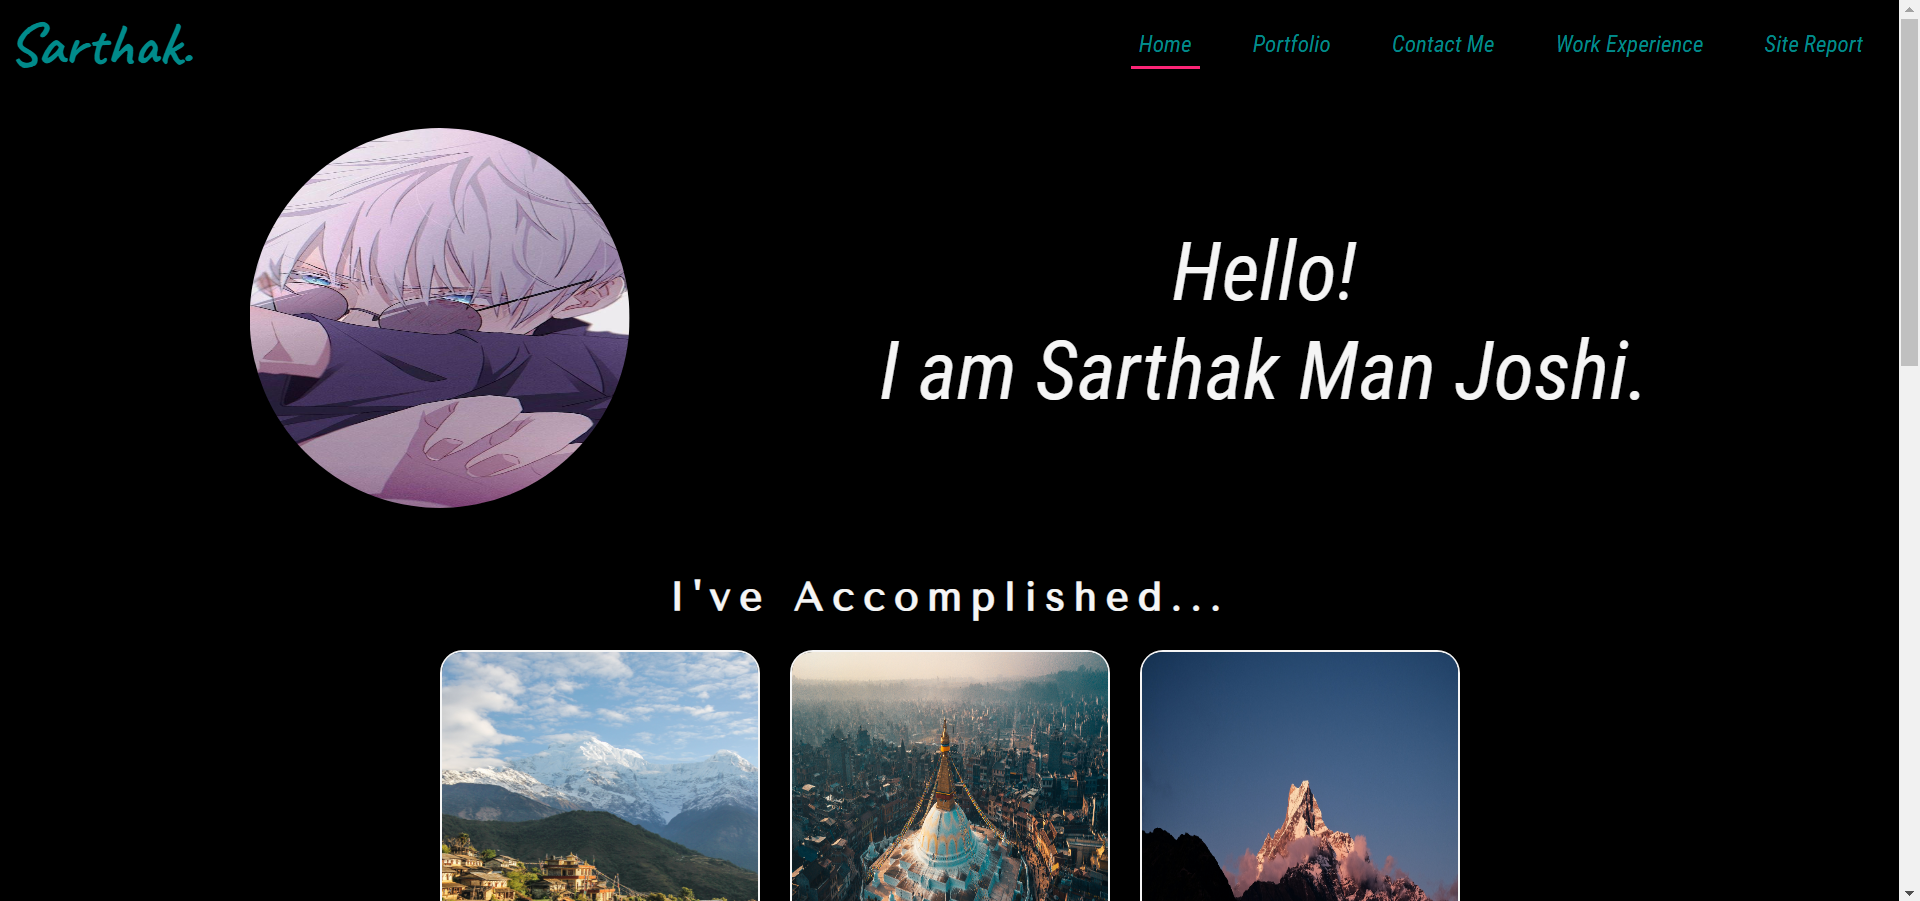 Sarthak.
Home Portfolio Contact Me Work Experience Site Report
Hello!
I am Sarthak Man Joshi.
I've Accomplished...